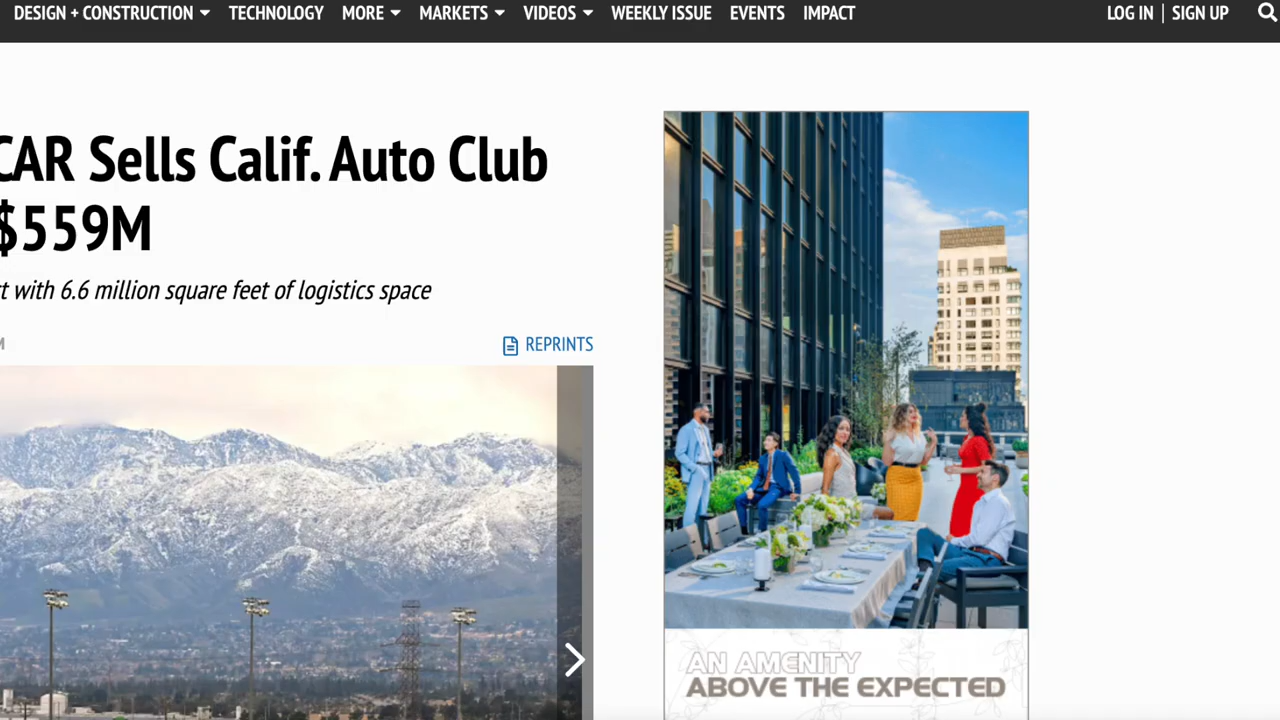 DESIGN + CONSTRUCTION TECHNOLOGY MORE MARKETS VIDEOS WEEKLY ISSUE EVENTS IMPACT LOG IN | SIGN UP
CAR Sells Calif. Auto Club
$559M
t with 6.6 million square feet of logistics space
M
REPRINTS
AN AMENITY
ABOVE THE EXPECTED